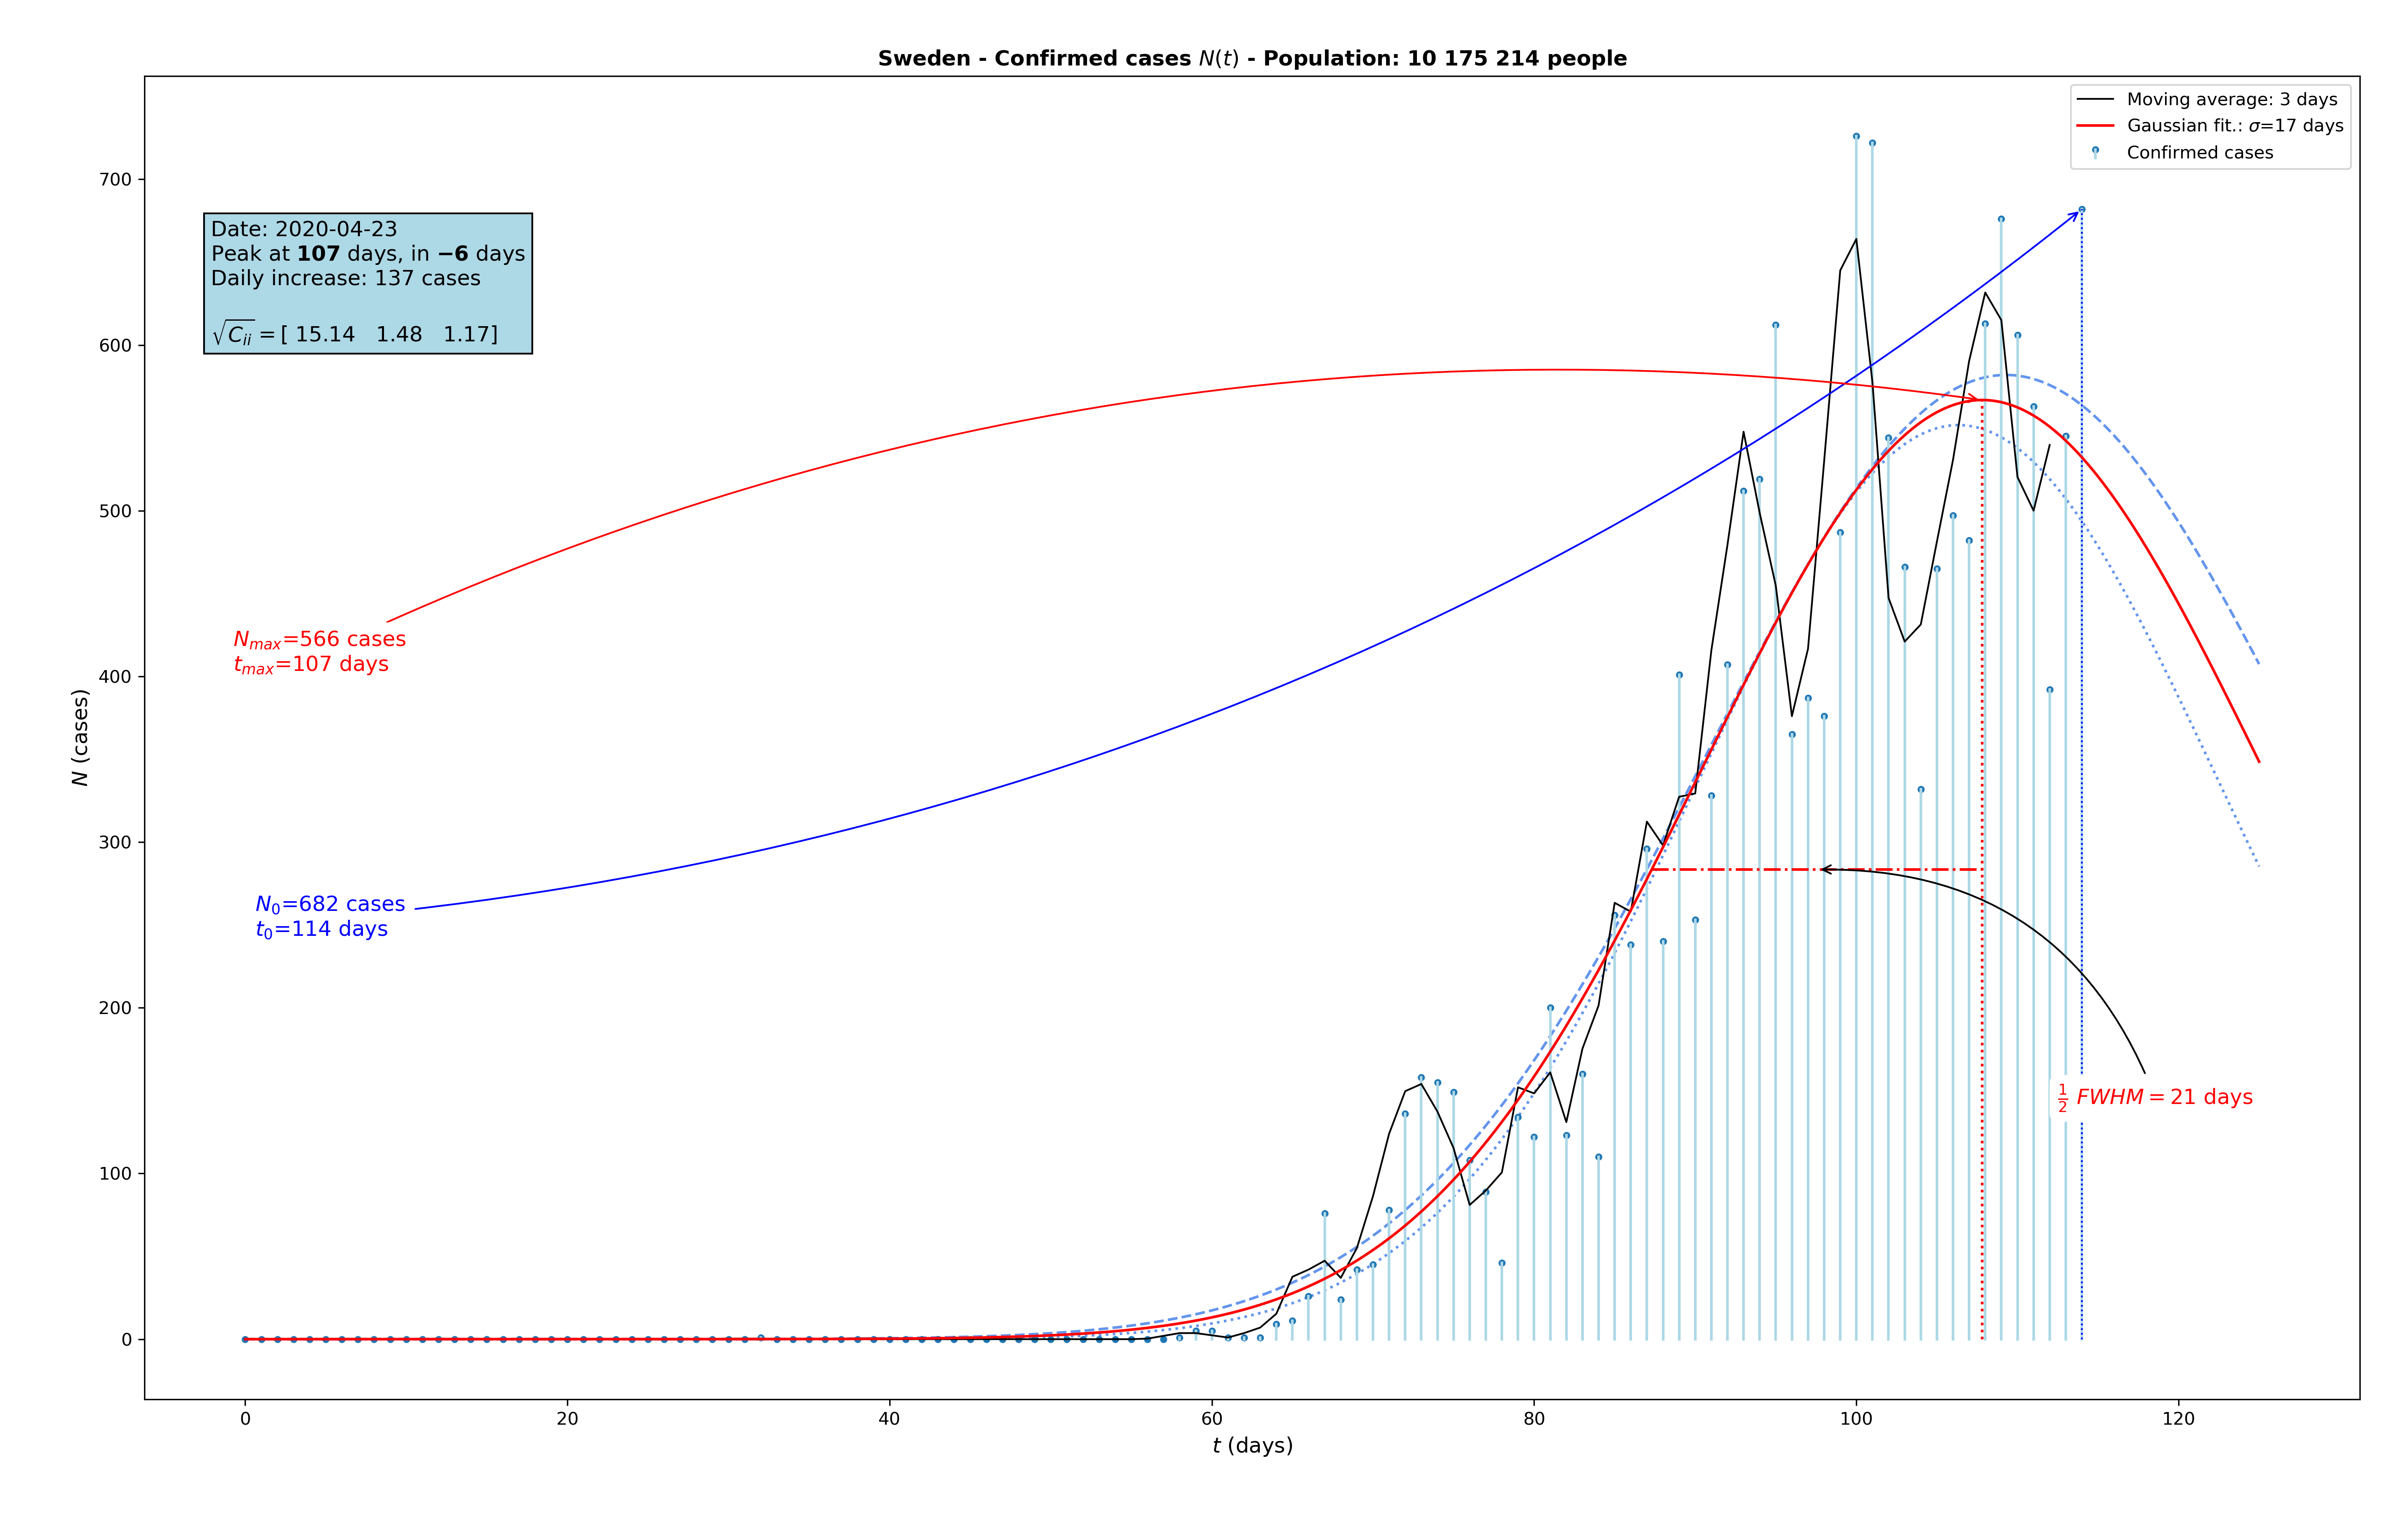 Sweden - Confirmed cases N(t) - Population: 10 175 214 people
Moving average: 3 days
Gaussian fit.: σ=17 days
Confirmed cases
Date: 2020-04-23
Peak at 107 days, in −6 days
Daily increase: 137 cases
√C_ii = [ 15.14 1.48 1.17]
N_max=566 cases
t_max=107 days
N_0=682 cases
t_0=114 days
1/2 FWHM = 21 days
N (cases)
700
600
500
400
300
200
100
0
0 20 40 60 80 100 120
t (days)